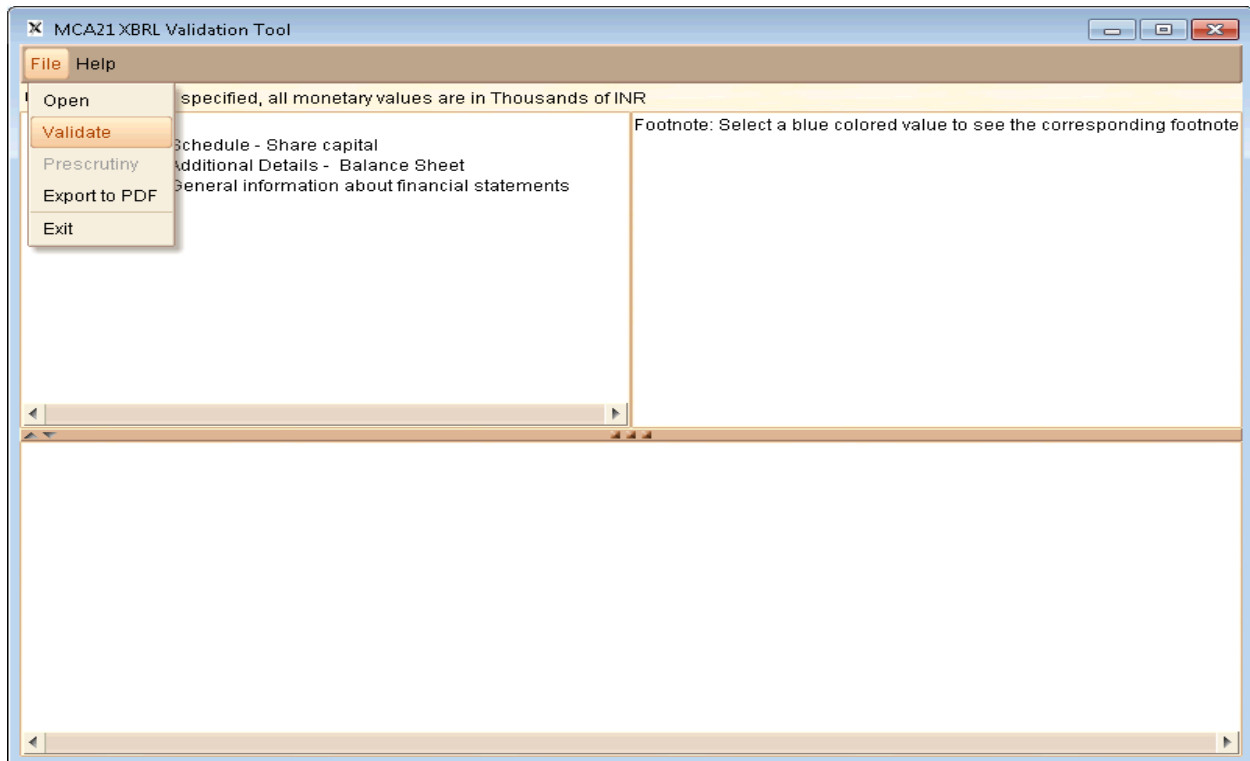 MCA21 XBRL Validation Tool
File Help
specified, all monetary values are in Thousands of INR
Open
Validate
Prescrutiny
Export to PDF
Exit
Schedule - Share capital
Additional Details - Balance Sheet
General information about financial statements
Footnote: Select a blue colored value to see the corresponding footnote